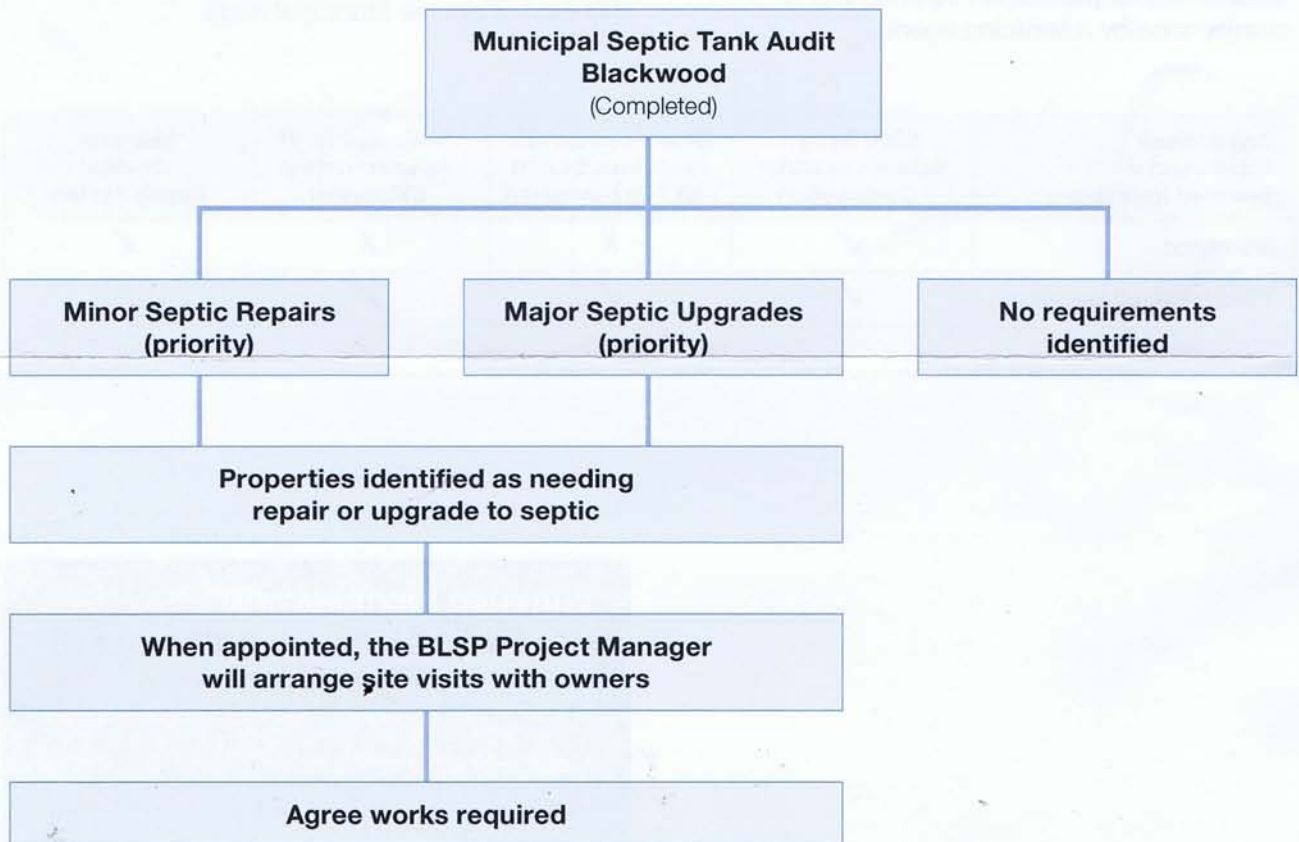 Municipal Septic Tank Audit
Blackwood
(Completed)
Minor Septic Repairs
(priority)
Major Septic Upgrades
(priority)
No requirements
identified
Properties identified as needing
repair or upgrade to septic
When appointed, the BLSP Project Manager
will arrange site visits with owners
Agree works required